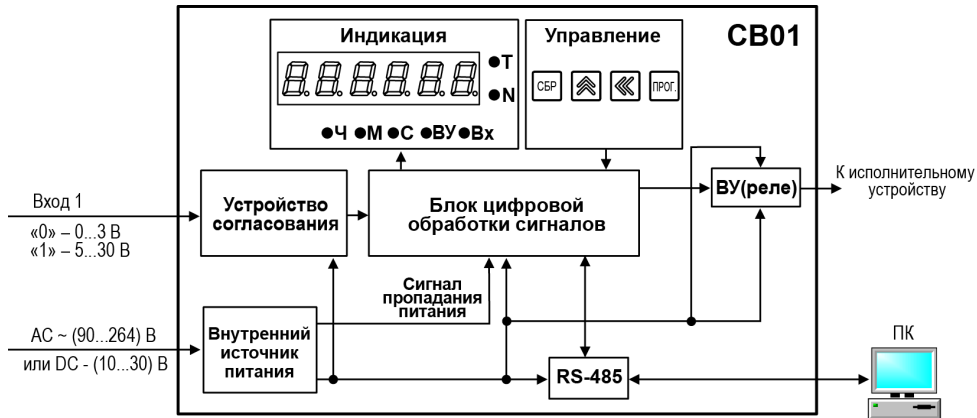 Индикация
Управление
СВ01
●T
●N
СБР
ПРОГ.
●Ч ●М ●С ●ВУ ●Вх
Вход 1
«0» – 0...3 В
«1» – 5...30 В
Устройство
согласования
Блок цифровой
обработки сигналов
ВУ(реле)
К исполнительному
устройству
Сигнал
пропадания
питания
AC ~ (90...264) В
или DC - (10...30) В
Внутренний
источник
питания
RS-485
ПК